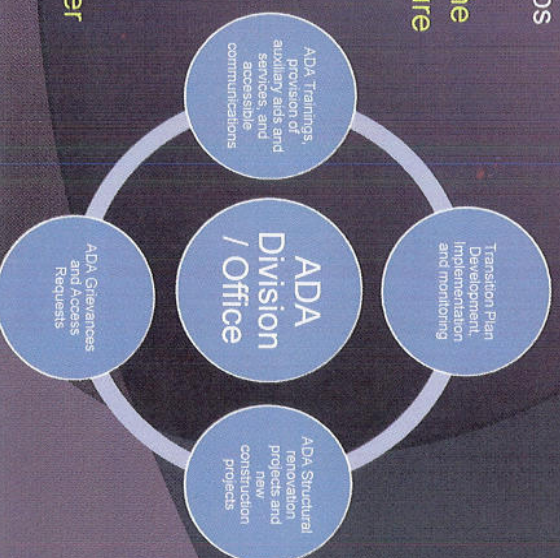 ADA Structural
renovation
projects and
new
construction
projects
Transition Plan
Development,
Implementation
and monitoring
ADA
Division
/ Office
ADA Grievances
and Access
Requests
ADA Trainings,
provision of
auxiliary aids and
services, and
accessible
communications